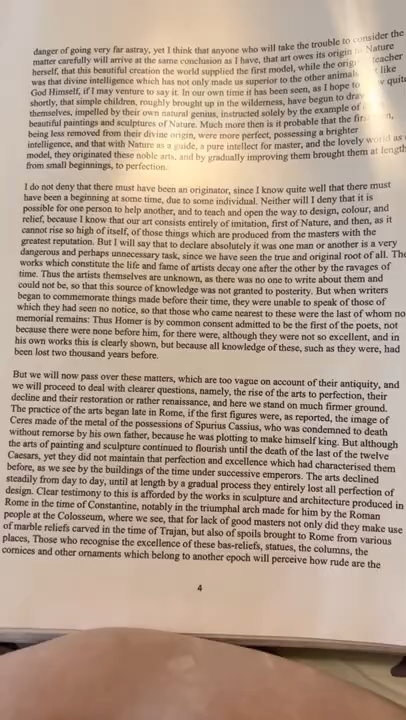 danger of going very far astray, yet I think that anyone who will take the trouble to consider the
matter carefully will arrive at the same conclusion as I have, that art owes its origin to Nature
herself, that this beautiful creation the world supplied the first model, while the original teacher
was that divine intelligence which has not only made us superior to the other animals, like
God Himself, if I may venture to say it. In our own time it has been seen, as I hope to quite
shortly, that simple children, roughly brought up in the wilderness, have begun to draw
themselves, impelled by their own natural genius, instructed solely by the example of
beautiful paintings and sculptures of Nature. Much more then is it probable that the first men,
being less removed from their divine origin, were more perfect, possessing a brighter
intelligence, and that with Nature as a guide, a pure intellect for master, and the lovely world as
model, they originated these noble arts, and by gradually improving them brought them at length,
from small beginnings, to perfection.
I do not deny that there must have been an originator, since I know quite well that there must
have been a beginning at some time, due to some individual. Neither will I deny that it is
possible for one person to help another, and to teach and open the way to design, colour, and
relief, because I know that our art consists entirely of imitation, first of Nature, and then, as it
cannot rise so high of itself, of those things which are produced from the masters with the
greatest reputation. But I will say that to declare absolutely it was one man or another is a very
dangerous and perhaps unnecessary task, since we have seen the true and original root of all. The
works which constitute the life and fame of artists decay one after the other by the ravages of
time. Thus the artists themselves are unknown, as there was no one to write about them and
could not be, so that this source of knowledge was not granted to posterity. But when writers
began to commemorate things made before their time, they were unable to speak of those of
which they had seen no notice, so that those who came nearest to these were the last of whom no
memorial remains: Thus Homer is by common consent admitted to be the first of the poets, not
because there were none before him, for there were, although they were not so excellent, and in
his own works this is clearly shown, but because all knowledge of these, such as they were, had
been lost two thousand years before.
But we will now pass over these matters, which are too vague on account of their antiquity, and
we will proceed to deal with clearer questions, namely, the rise of the arts to perfection, their
decline and their restoration or rather renaissance, and here we stand on much firmer ground.
The practice of the arts began late in Rome, if the first figures were, as reported, the image of
Ceres made of the metal of the possessions of Spurius Cassius, who was condemned to death
without remorse by his own father, because he was plotting to make himself king. But although
the arts of painting and sculpture continued to flourish until the death of the last of the twelve
Caesars, yet they did not maintain that perfection and excellence which had characterised them
before, as we see by the buildings of the time under successive emperors. The arts declined
steadily from day to day, until at length by a gradual process they entirely lost all perfection of
design. Clear testimony to this is afforded by the works in sculpture and architecture produced in
Rome in the time of Constantine, notably in the triumphal arch made for him by the Roman
people at the Colosseum, where we see, that for lack of good masters not only did they make use
of marble reliefs carved in the time of Trajan, but also of spoils brought to Rome from various
places, Those who recognise the excellence of these bas-reliefs, statues, the columns, the
cornices and other ornaments which belong to another epoch will perceive how rude are the
4